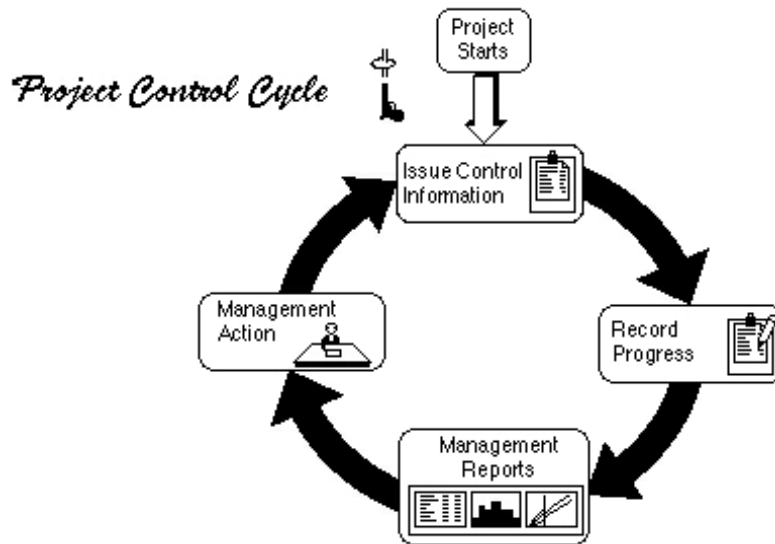 Project
Starts
Project Control Cycle
Issue Control
Information
Record
Progress
Management
Reports
Management
Action